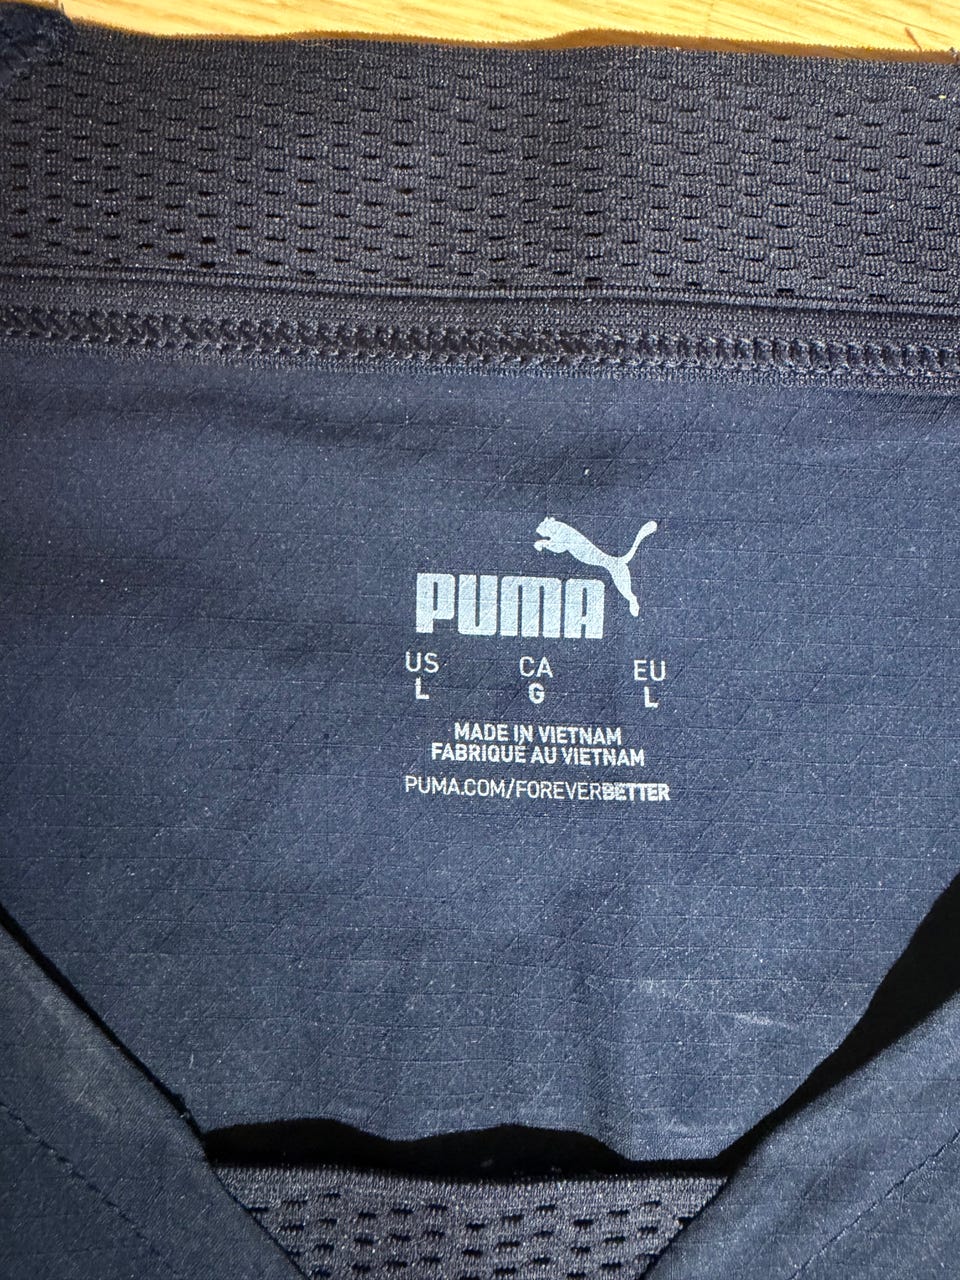 PUMA
US CA EU
L G L
MADE IN VIETNAM
FABRIQUÉ AU VIETNAM
PUMA.COM/FOREVERBETTER